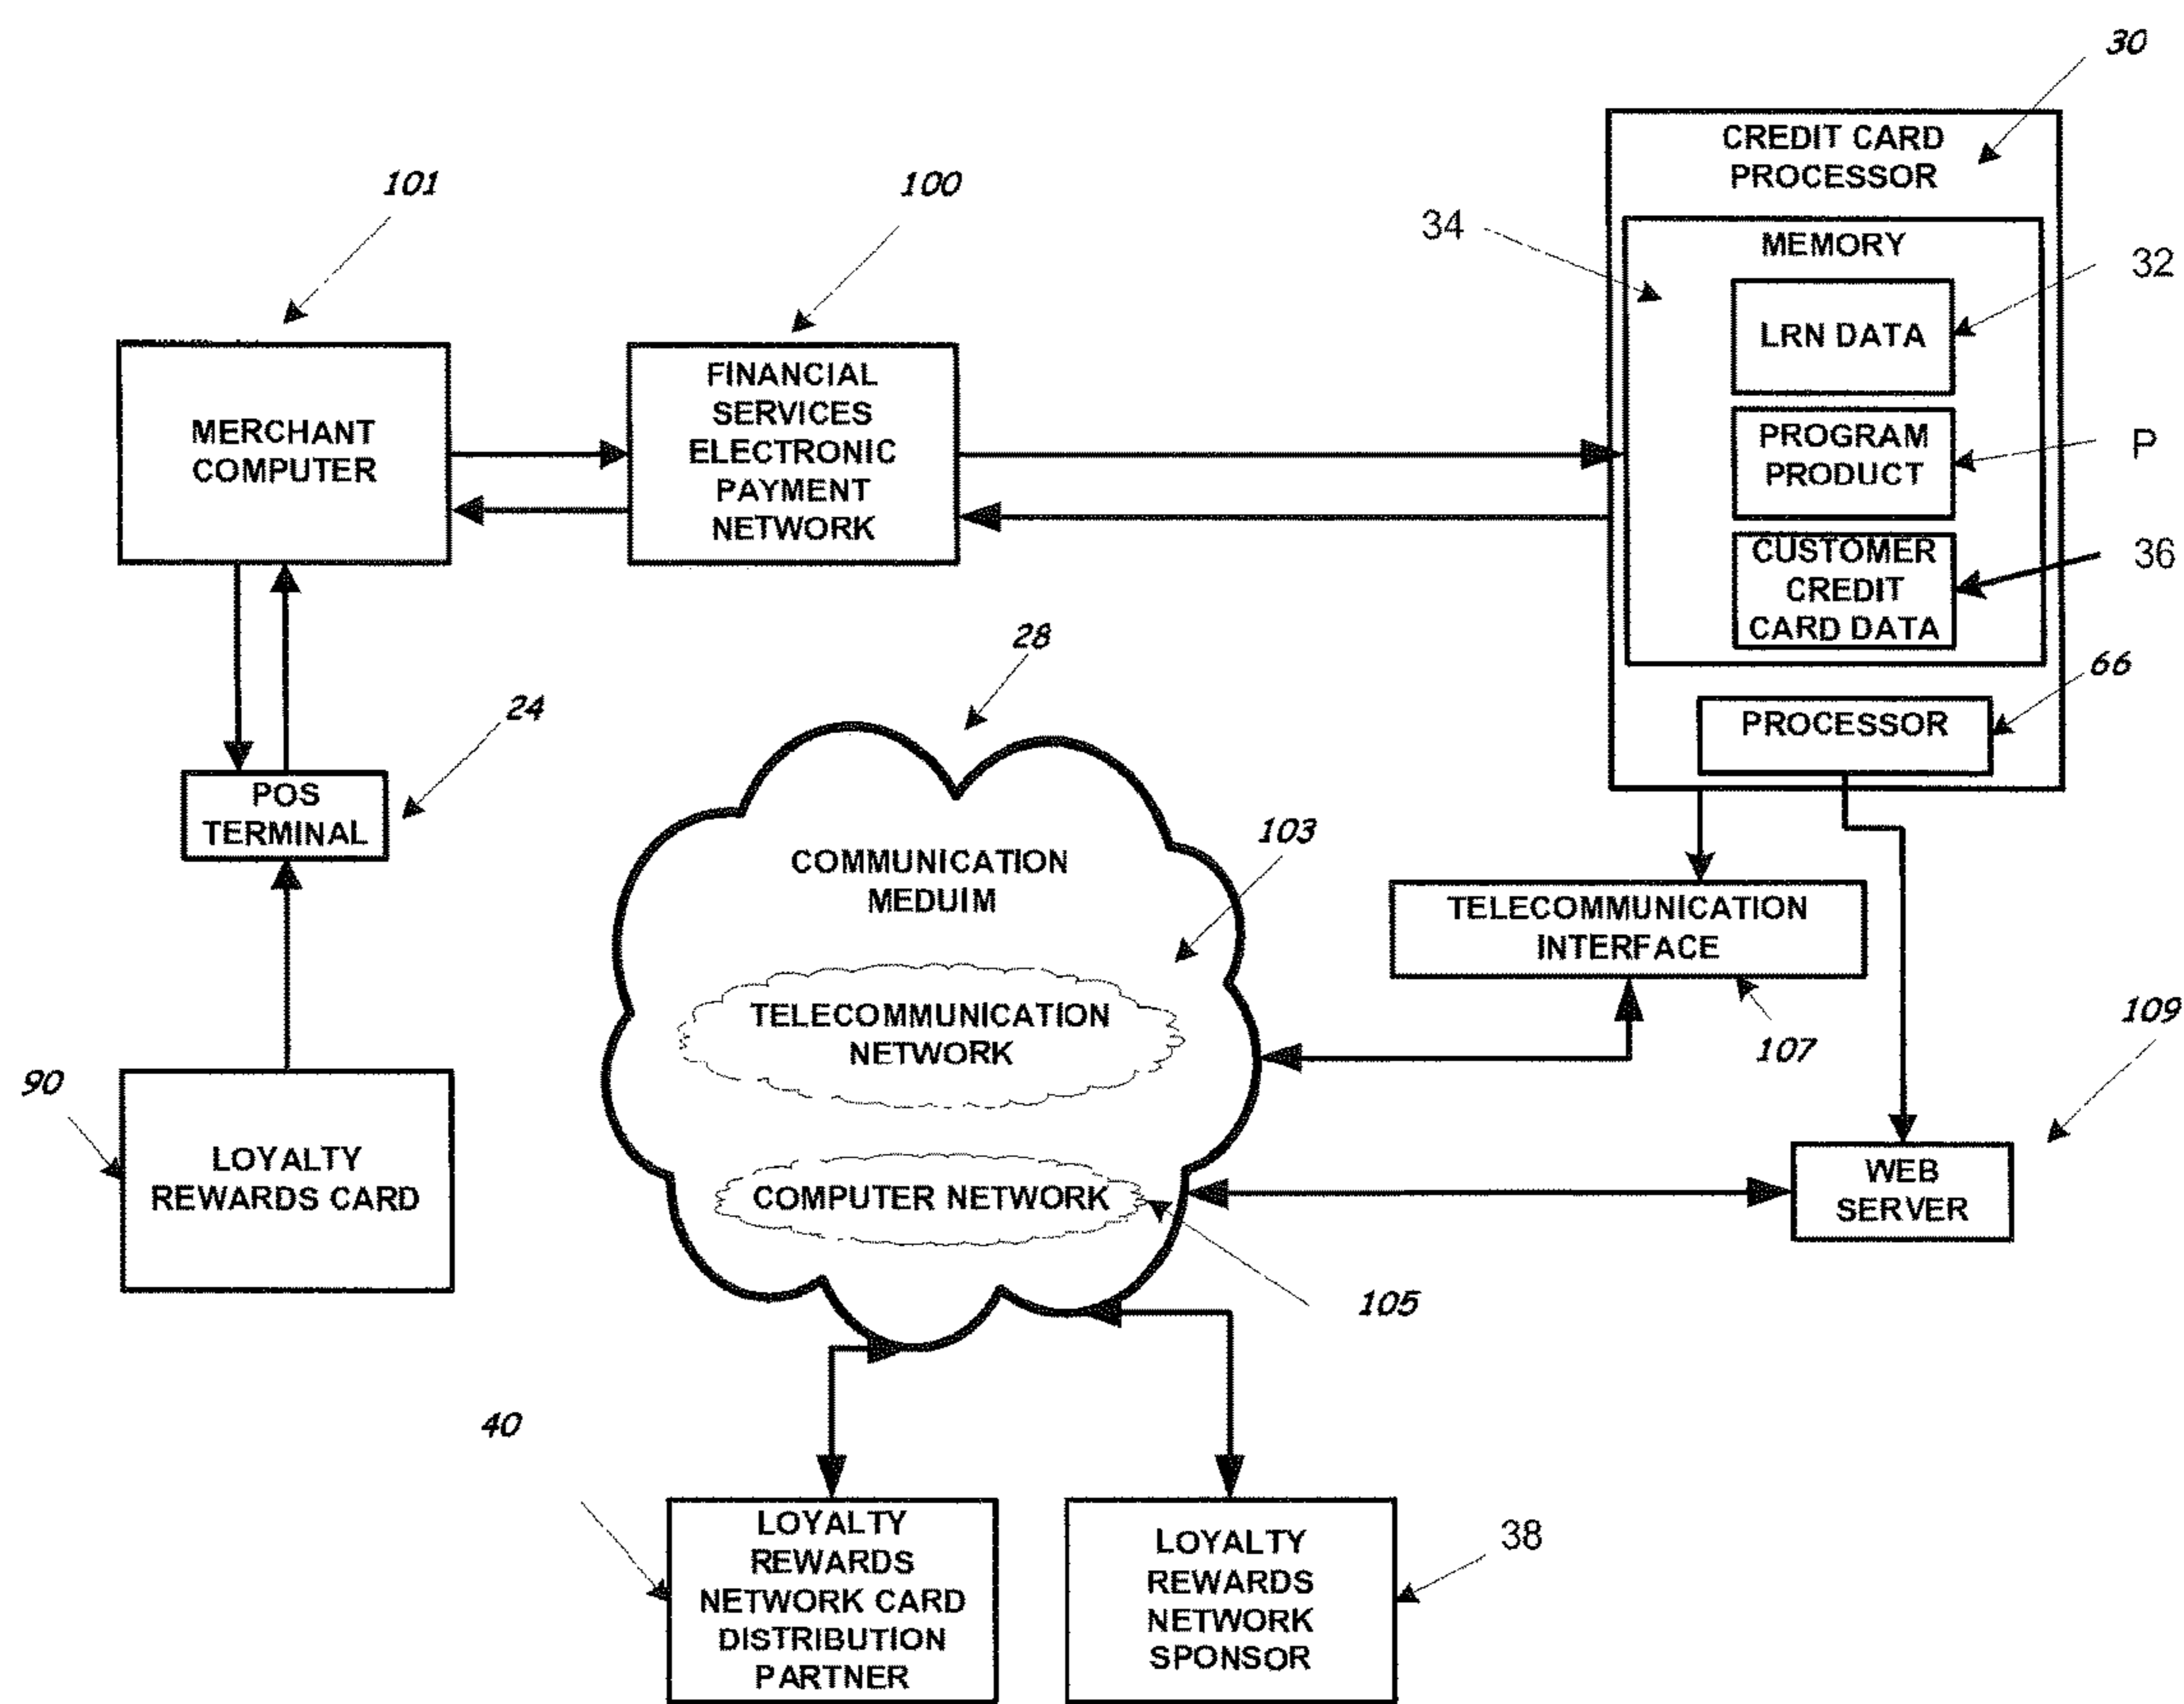 30
CREDIT CARD
PROCESSOR
101
100
34
MEMORY
32
LRN DATA
MERCHANT
COMPUTER
FINANCIAL
SERVICES
ELECTRONIC
PAYMENT
NETWORK
PROGRAM
PRODUCT
P
CUSTOMER
CREDIT
CARD DATA
36
28
66
PROCESSOR
24
POS
TERMINAL
103
COMMUNICATION
MEDUIM
TELECOMMUNICATION
INTERFACE
TELECOMMUNICATION
NETWORK
107
109
90
LOYALTY
REWARDS CARD
COMPUTER NETWORK
WEB
SERVER
105
40
LOYALTY
REWARDS
NETWORK CARD
DISTRIBUTION
PARTNER
LOYALTY
REWARDS
NETWORK
SPONSOR
38